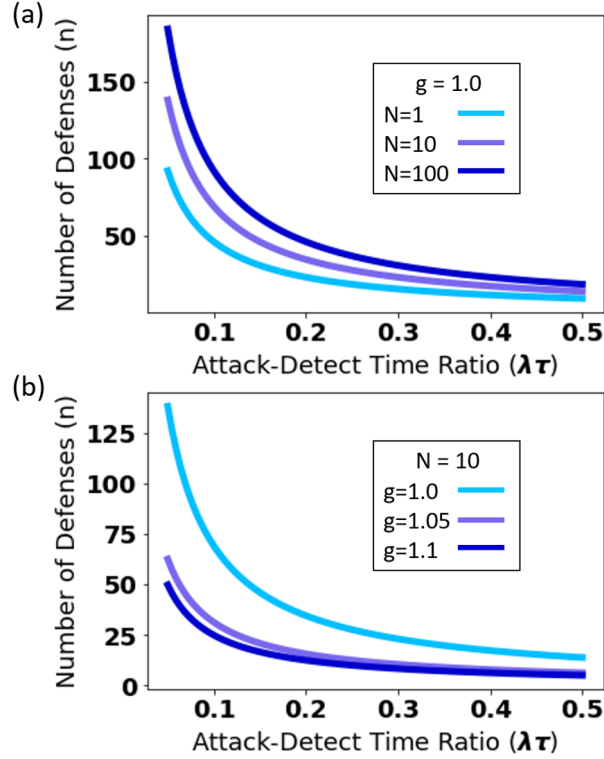 (a)
Number of Defenses (n)
150
100
50
g = 1.0
N=1
N=10
N=100
0.1 0.2 0.3 0.4 0.5
Attack-Detect Time Ratio (λτ)
(b)
Number of Defenses (n)
125
100
75
50
25
0
N = 10
g=1.0
g=1.05
g=1.1
0.1 0.2 0.3 0.4 0.5
Attack-Detect Time Ratio (λτ)